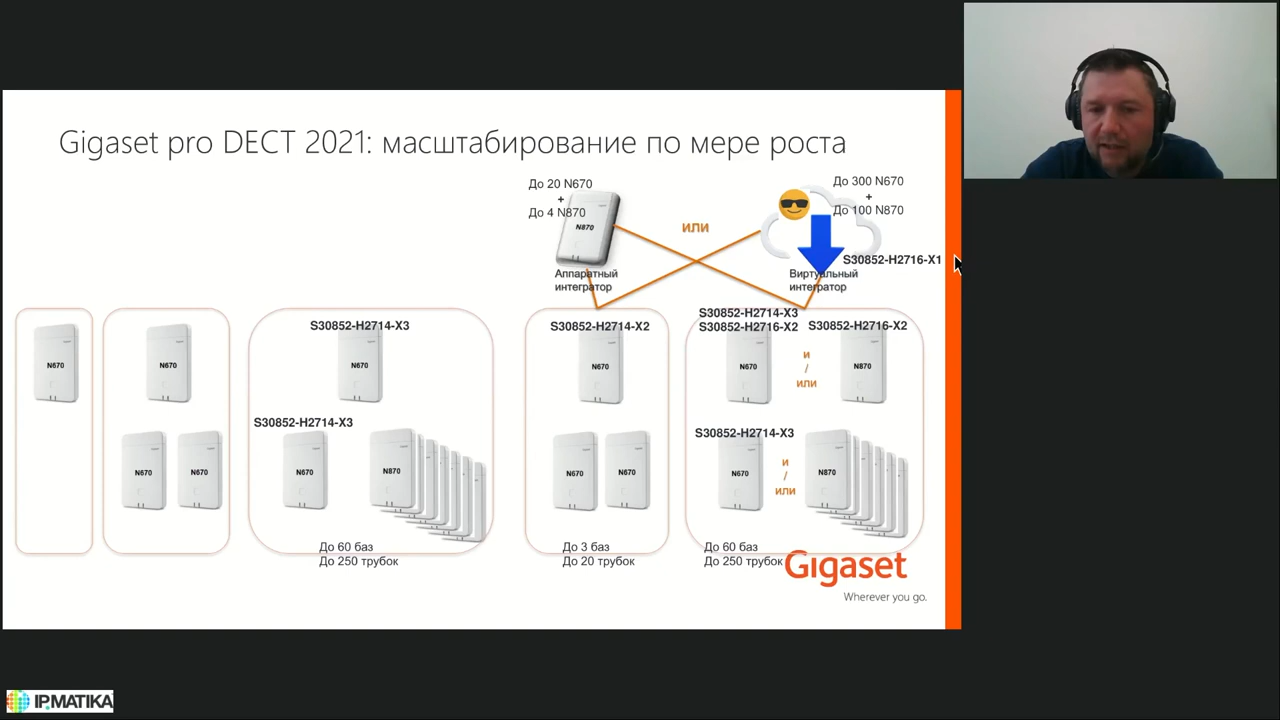 Gigaset pro DECT 2021: масштабирование по мере роста
До 20 N670
+
До 4 N870
N870
Аппаратный
интегратор
или
До 300 N670
+
До 100 N870
S30852-H2716-X1
Виртуальный
интегратор
N670
N670
N670
N670
S30852-H2714-X3
N670
S30852-H2714-X3
N670
N870
До 60 баз
До 250 трубок
S30852-H2714-X2
N670
N670
N670
До 3 баз
До 20 трубок
S30852-H2714-X3
S30852-H2716-X2
S30852-H2716-X2
N670
и
/
или
N870
S30852-H2714-X3
N670
и
/
или
N870
До 60 баз
До 250 трубок
Gigaset
Wherever you go.
IPMATIKA